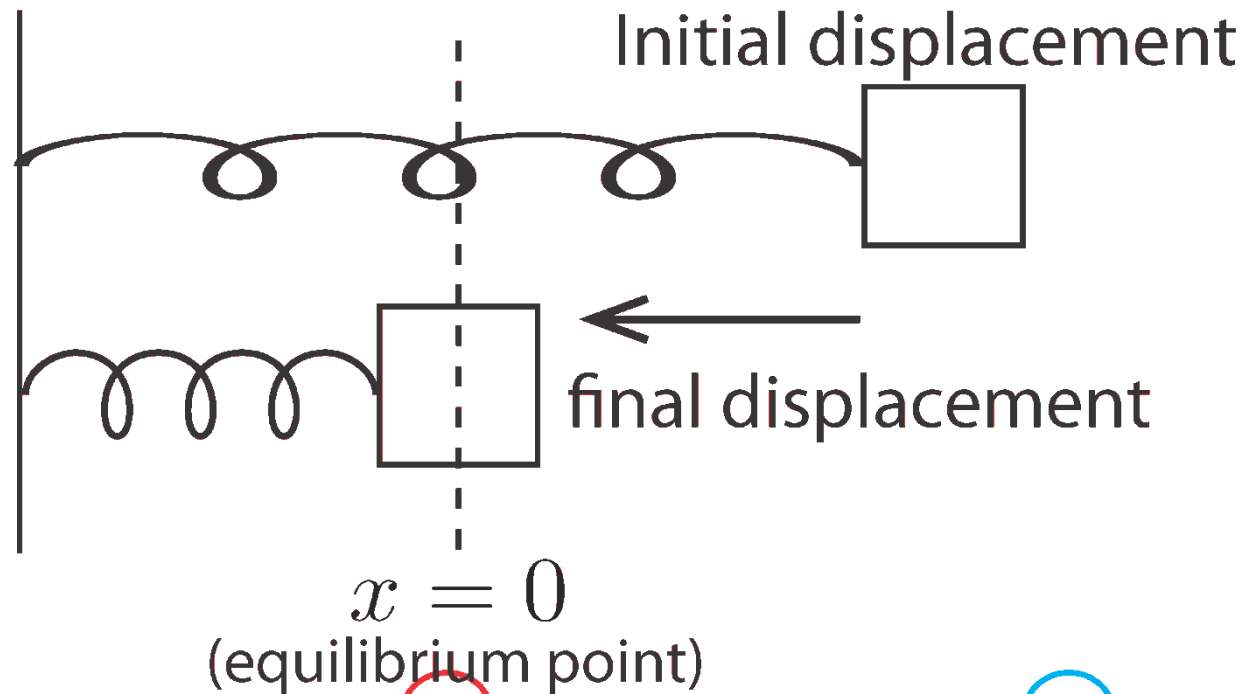 Initial displacement
final displacement
x = 0
(equilibrium point)